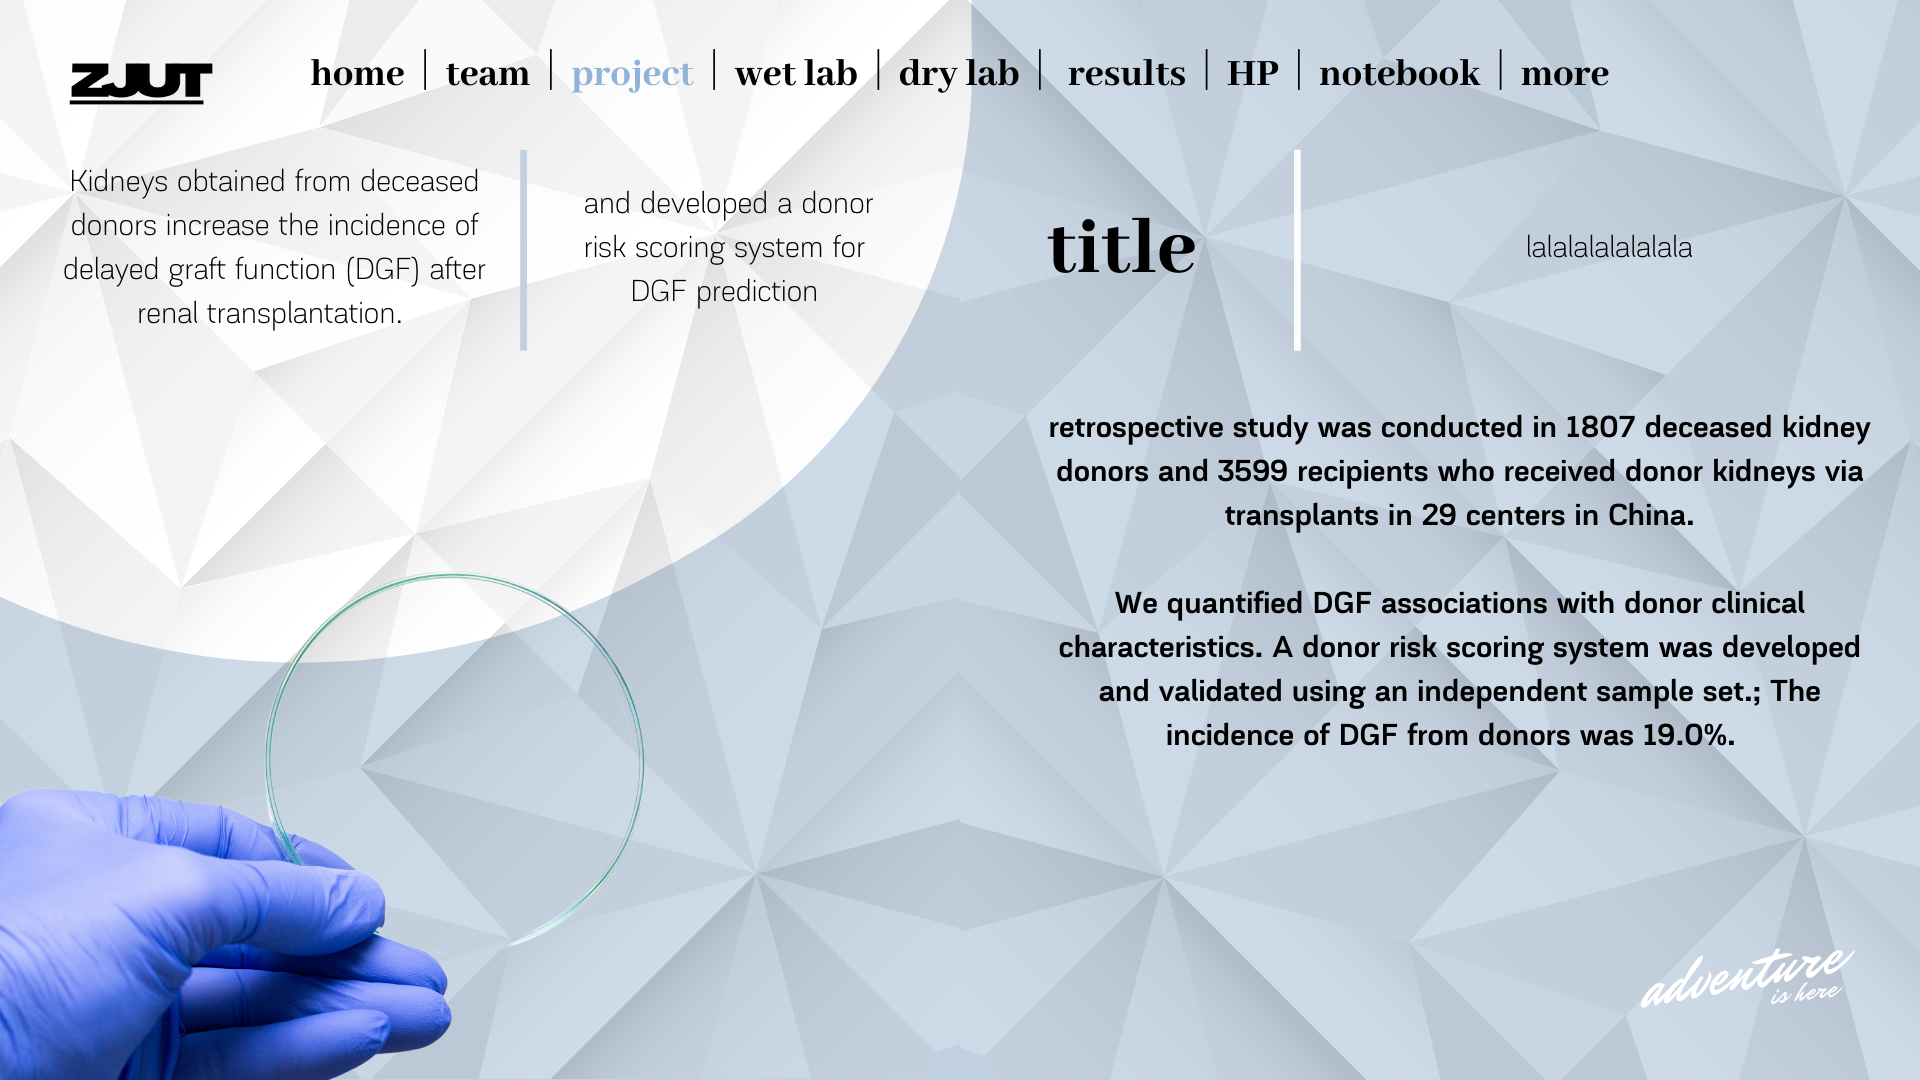 ZJUT
home | team | project | wet lab | dry lab | results | HP | notebook | more
Kidneys obtained from deceased
donors increase the incidence of
delayed graft function (DGF) after
renal transplantation.
and developed a donor
risk scoring system for
DGF prediction
title
lalalalalalalala
retrospective study was conducted in 1807 deceased kidney
donors and 3599 recipients who received donor kidneys via
transplants in 29 centers in China.
We quantified DGF associations with donor clinical
characteristics. A donor risk scoring system was developed
and validated using an independent sample set.; The
incidence of DGF from donors was 19.0%.
adventure
is here